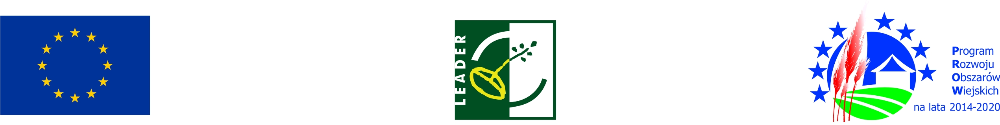 LEADER
Program
Rozwoju
Obszarów
Wiejskich
na lata 2014-2020